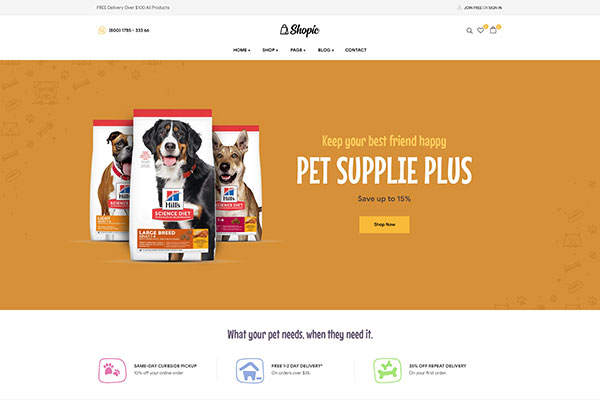 FREE Delivery Over $100 All Products
JOIN FREE OR SIGN IN
(800) 1785 - 333 66
Shopic
HOME
SHOP
PAGE
BLOG
CONTACT
Keep your best friend happy
PET SUPPLIE PLUS
Save up to 15%
Shop Now
Hill's
SCIENCE DIET
LARGE BREED
LIGHT
Hill's
SCIENCE DIET
What your pet needs, when they need it.
SAME-DAY CURBSIDE PICKUP
10% off your online order.
FREE 1-2 DAY DELIVERY*
On orders over $35.
35% OFF REPEAT DELIVERY
On your first order.